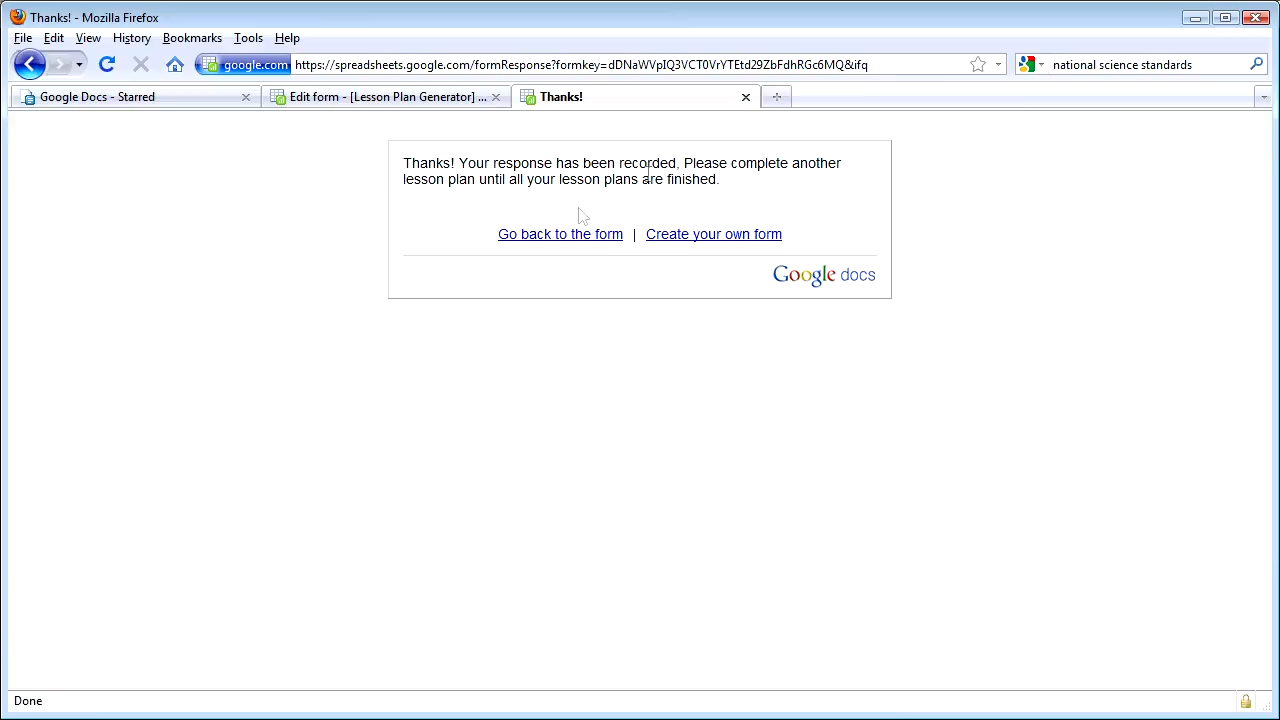 Thanks! - Mozilla Firefox
File Edit View History Bookmarks Tools Help
google.com https://spreadsheets.google.com/formResponse?formkey=dDNaWVpIQ3VCT0VrYTEtd29ZbFdhRGc6MQ&ifq national science standards
Google Docs - Starred Edit form - [Lesson Plan Generator] ... Thanks!
Thanks! Your response has been recorded, Please complete another
lesson plan until all your lesson plans are finished.
Go back to the form | Create your own form
Google docs
Done